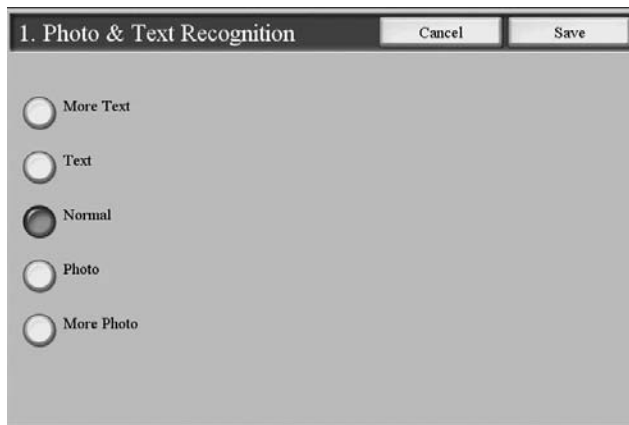 1. Photo & Text Recognition
Cancel
Save
More Text
Text
Normal
Photo
More Photo